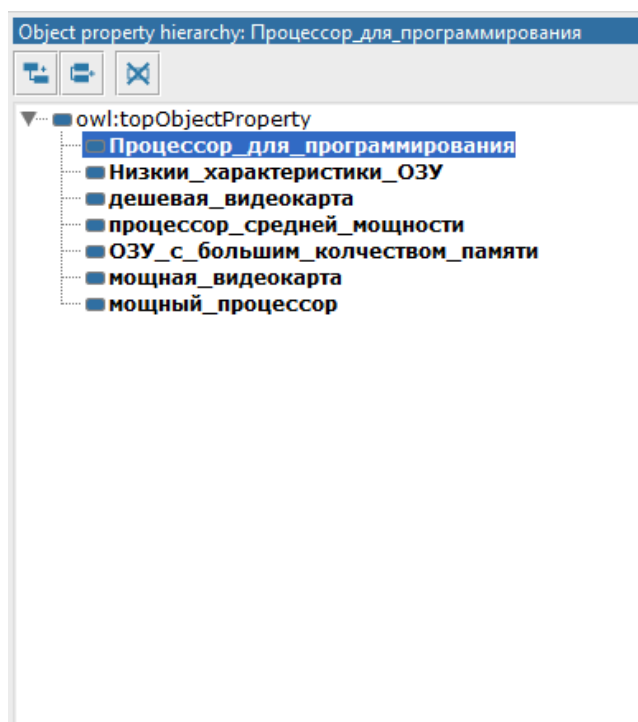 Object property hierarchy: Процессор_для_программирования
owl:topObjectProperty
Процессор_для_программирования
Низкии_характеристики_ОЗУ
дешевая_видеокарта
процессор_средней_мощности
ОЗУ_с_большим_колчеством_памяти
мощная_видеокарта
мощный_процессор